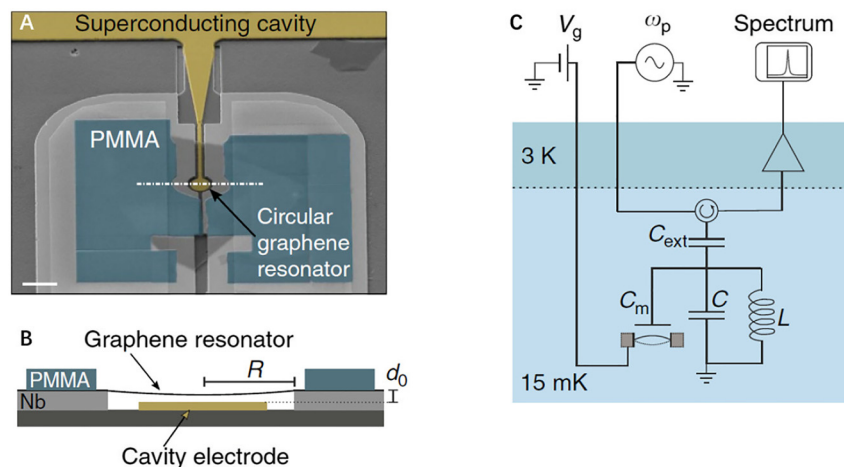 A
Superconducting cavity
PMMA
Circular
graphene
resonator
B
Graphene resonator
PMMA
R
d0
Nb
Cavity electrode
C
Vg
ωp
Spectrum
3 K
Cext
Cm
C
L
15 mK